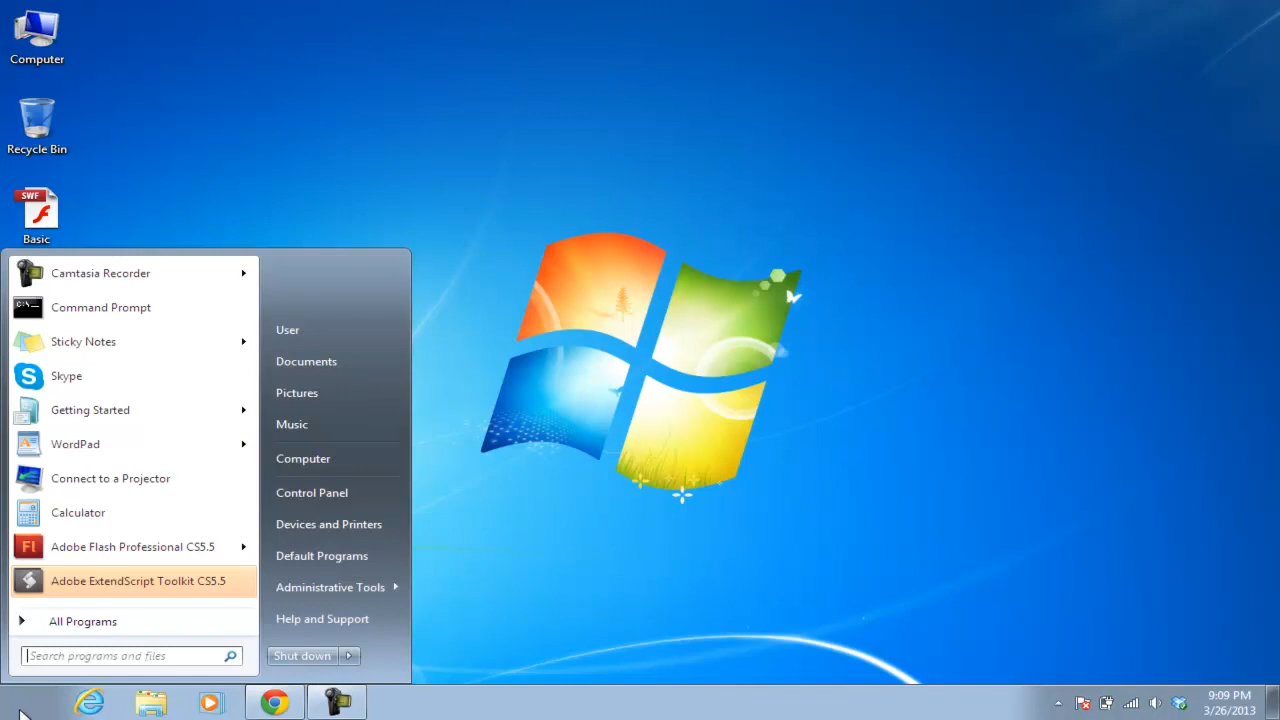 Computer
Recycle Bin
SWF
Basic
Camtasia Recorder
C:\
Command Prompt
Sticky Notes
Skype
Getting Started
WordPad
Connect to a Projector
Calculator
Fl
Adobe Flash Professional CS5.5
Adobe ExtendScript Toolkit CS5.5
All Programs
Search programs and files
User
Documents
Pictures
Music
Computer
Control Panel
Devices and Printers
Default Programs
Administrative Tools
Help and Support
Shut down
9:09 PM
3/26/2013